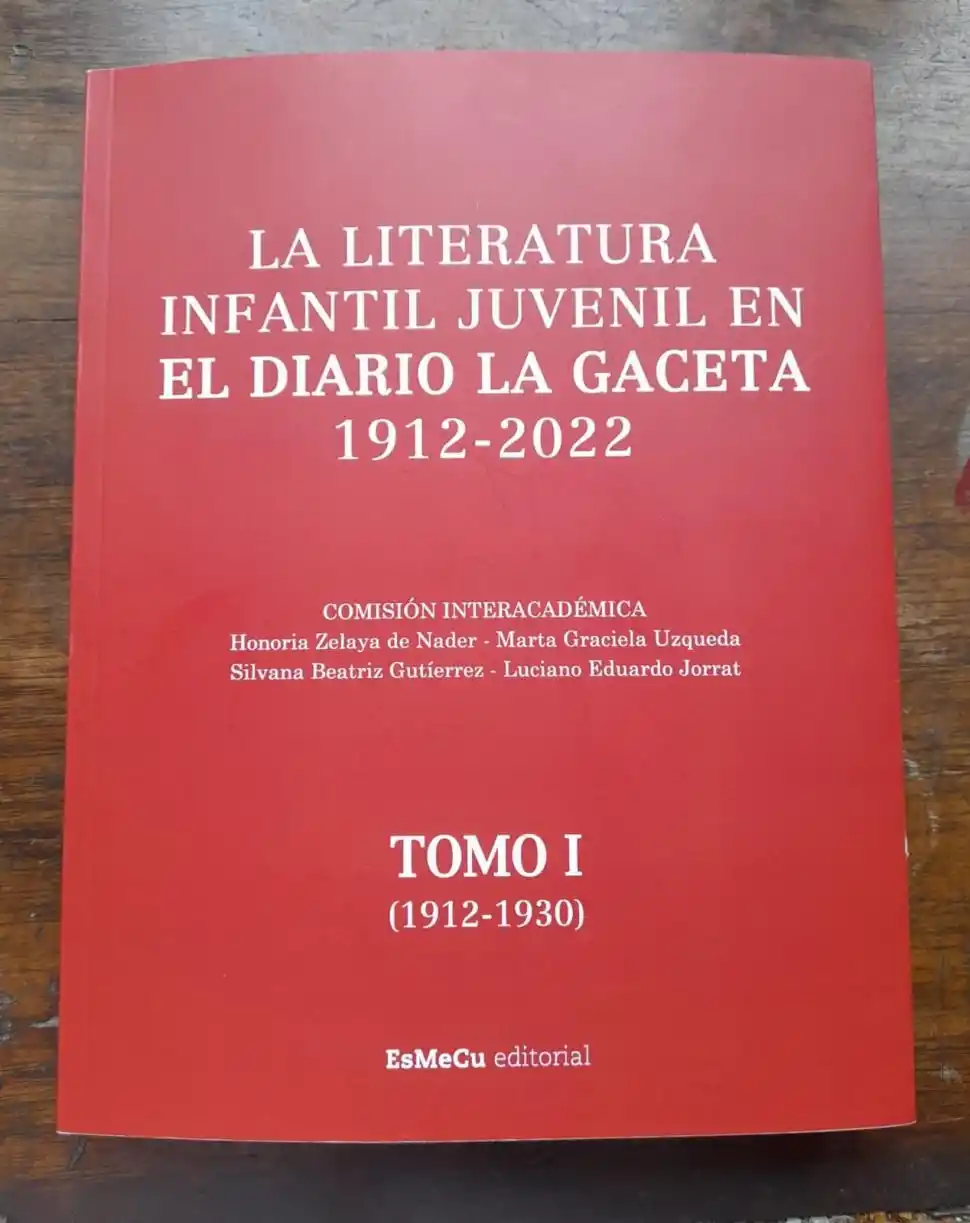 LA LITERATURA
INFANTIL JUVENIL EN
EL DIARIO LA GACETA
1912-2022
COMISIÓN INTERACADÉMICA
Honoria Zelaya de Nader - Marta Graciela Uzqueda
Silvana Beatriz Gutíerrez - Luciano Eduardo Jorrat
TOMO I
(1912-1930)
EsMeCu editorial